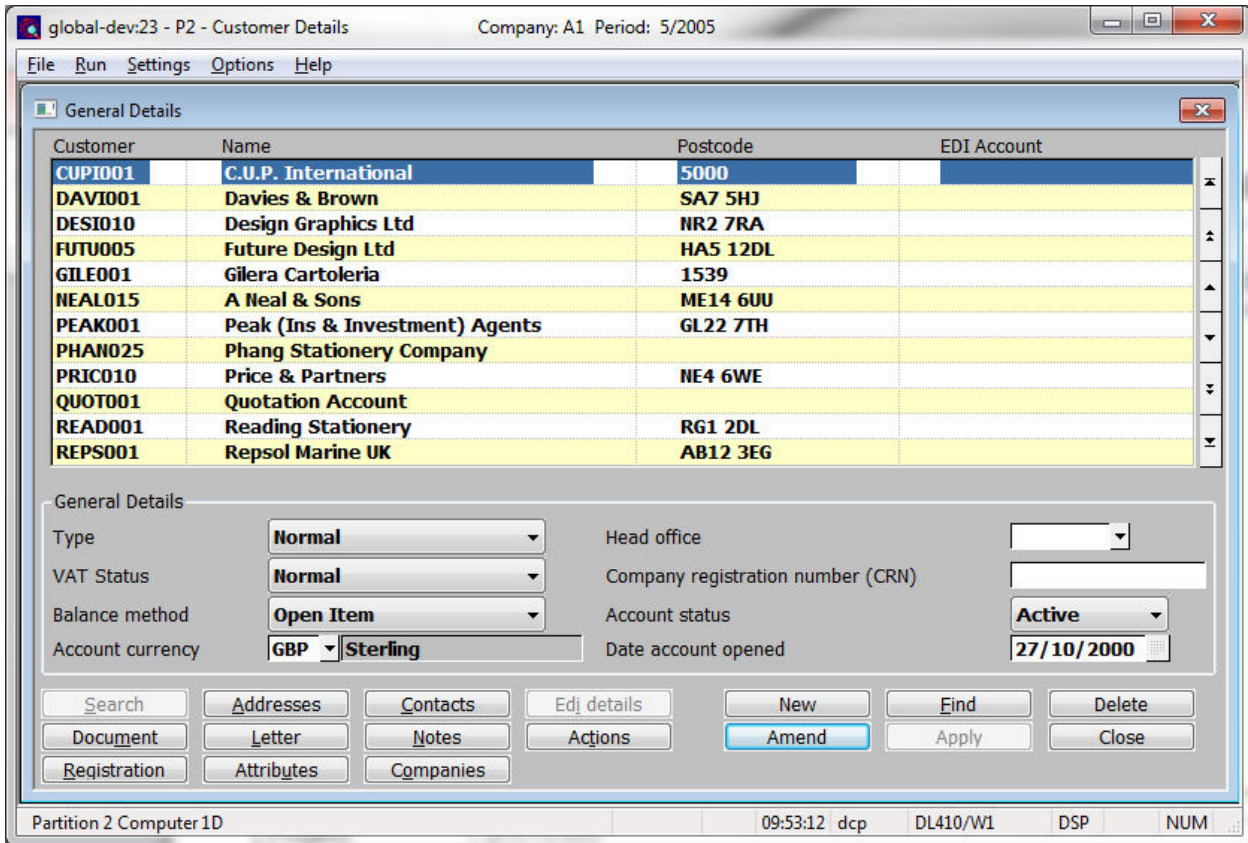 global-dev:23 - P2 - Customer Details Company: A1 Period: 5/2005
File Run Settings Options Help
General Details
Customer Name Postcode EDI Account
CUPI001 C.U.P. International 5000
DAVI001 Davies & Brown SA7 5HJ
DESI010 Design Graphics Ltd NR2 7RA
FUTU005 Future Design Ltd HA5 12DL
GILE001 Gilera Cartoleria 1539
NEAL015 A Neal & Sons ME14 6UU
PEAK001 Peak (Ins & Investment) Agents GL22 7TH
PHAN025 Phang Stationery Company
PRIC010 Price & Partners NE4 6WE
QUOT001 Quotation Account
READ001 Reading Stationery RG1 2DL
REPS001 Repsol Marine UK AB12 3EG
General Details
Type Normal Head office
VAT Status Normal Company registration number (CRN)
Balance method Open Item Account status Active
Account currency GBP Sterling Date account opened 27/10/2000
Search Addresses Contacts Edi details New Find Delete
Document Letter Notes Actions Amend Apply Close
Registration Attributes Companies
Partition 2 Computer 1D 09:53:12 dcp DL410/W1 DSP NUM